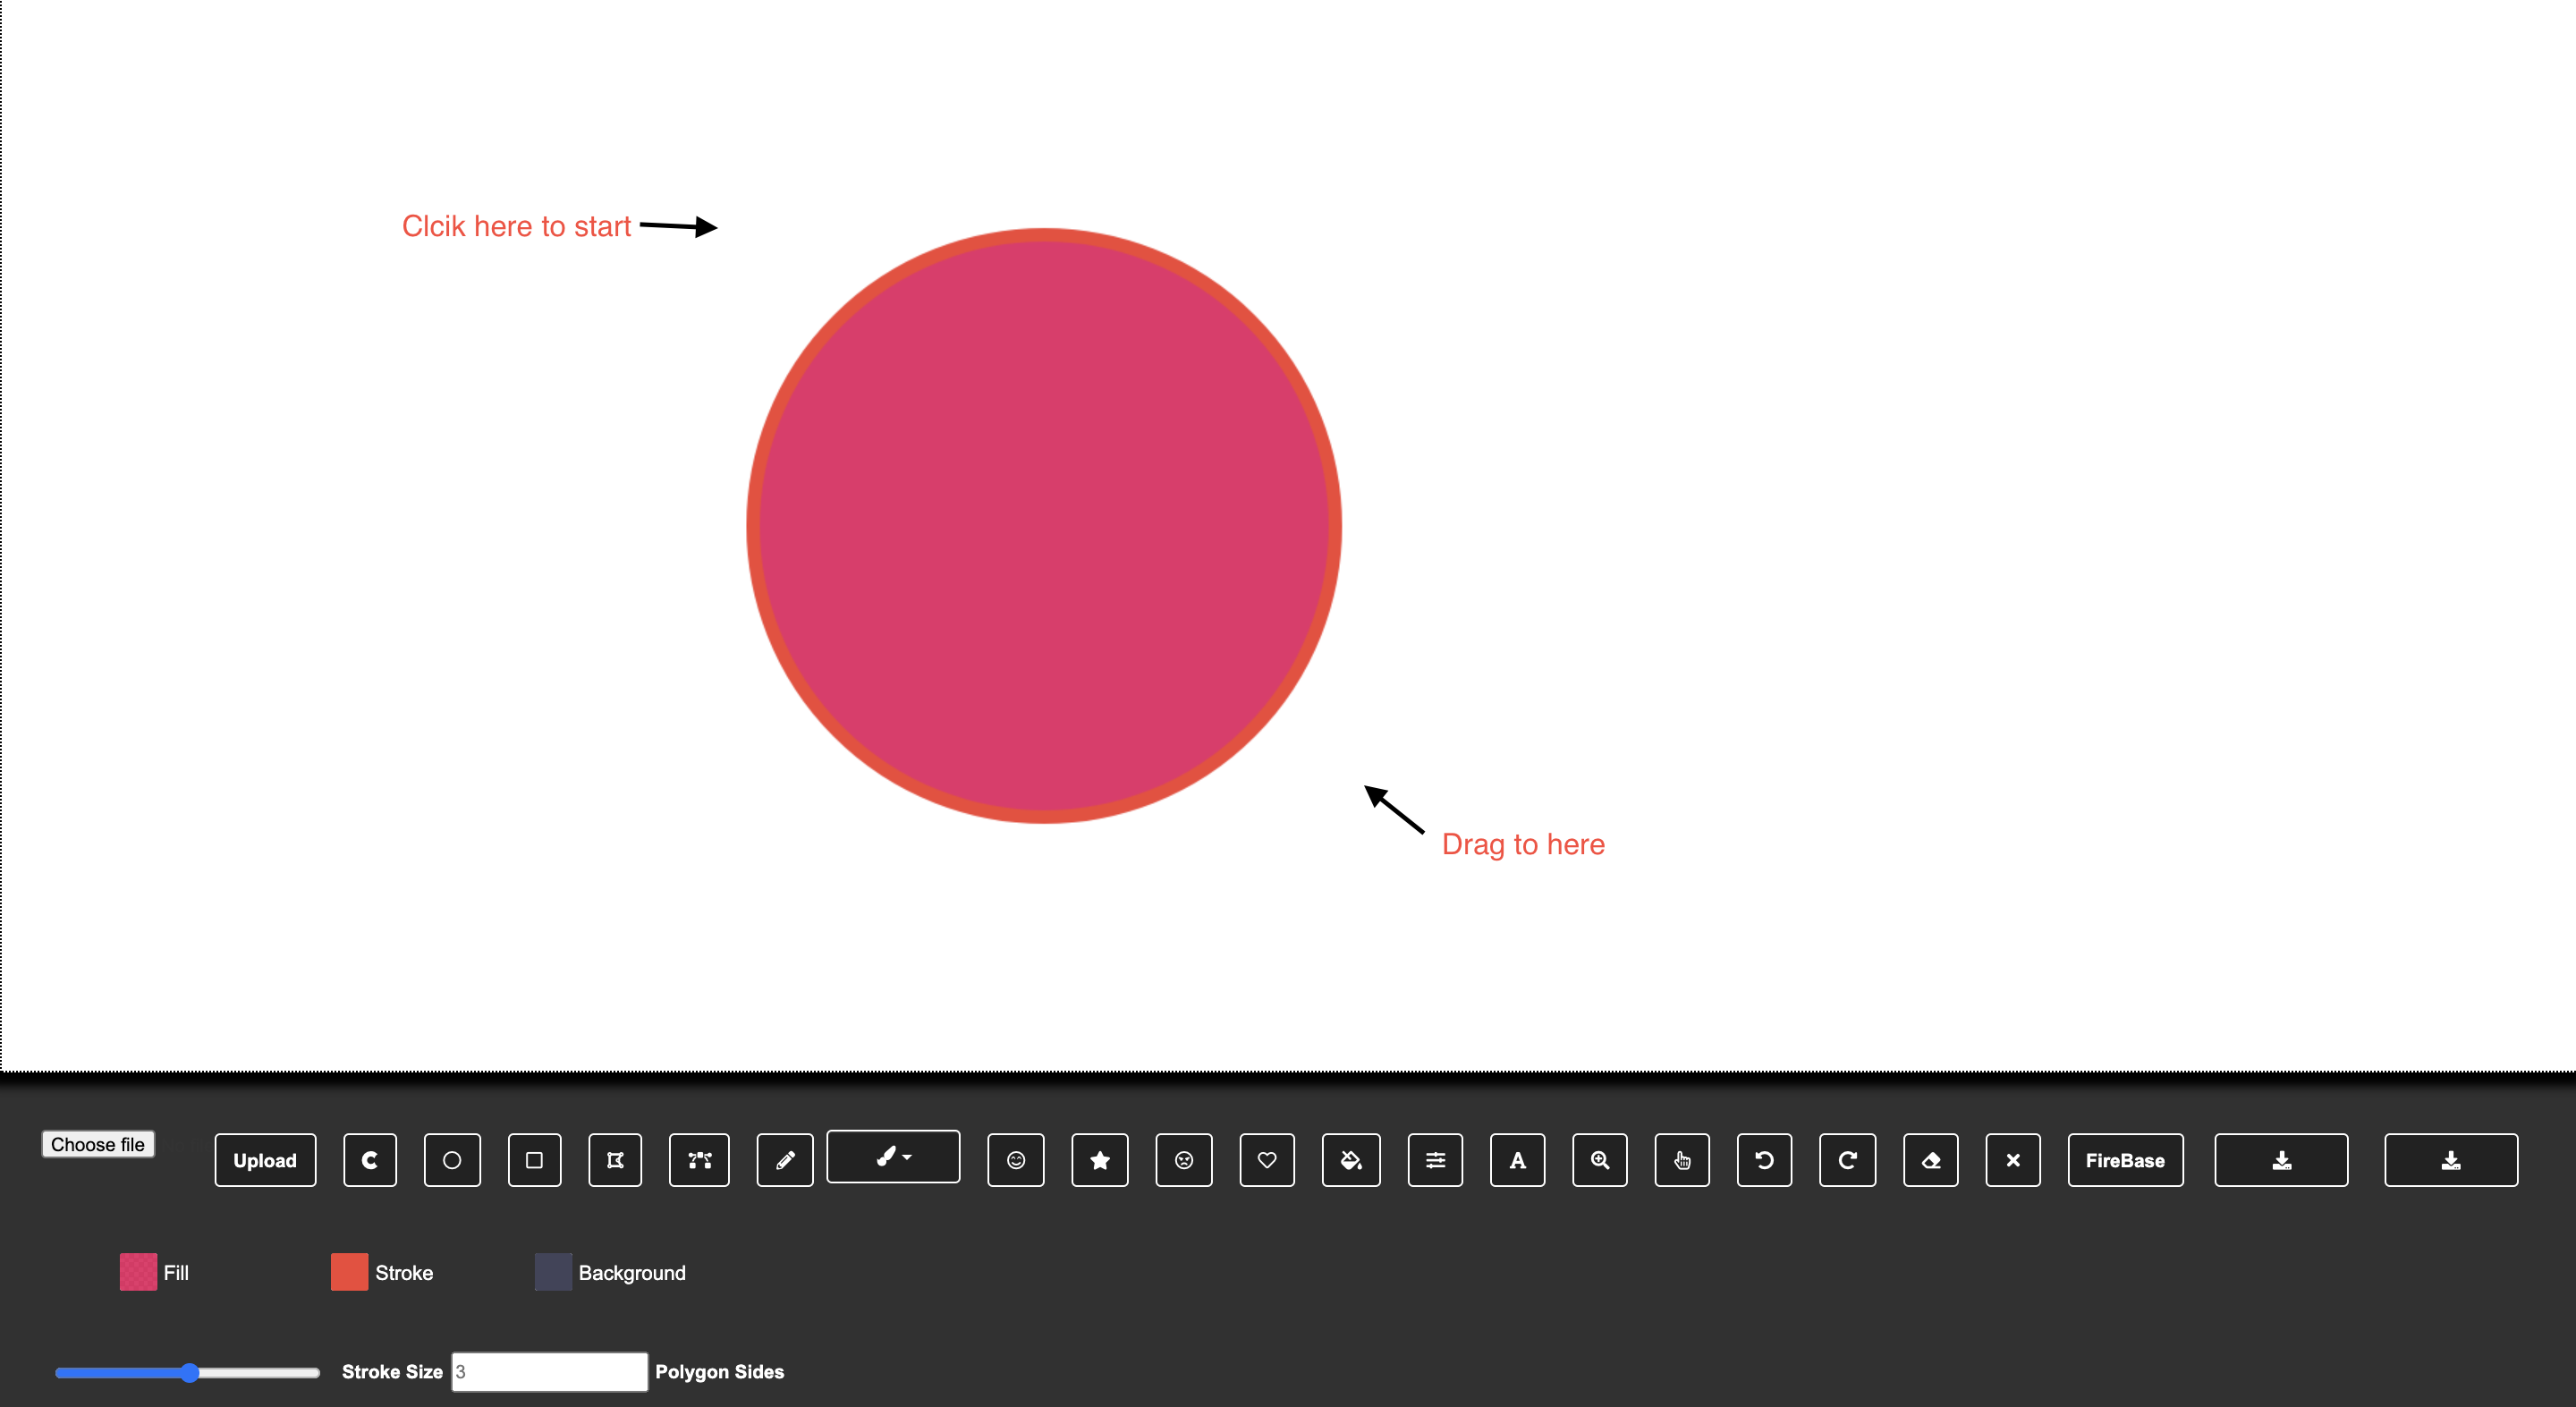 Clcik here to start
Drag to here
Choose file
Upload
C
A
FireBase
Fill
Stroke
Background
Stroke Size
3
Polygon Sides